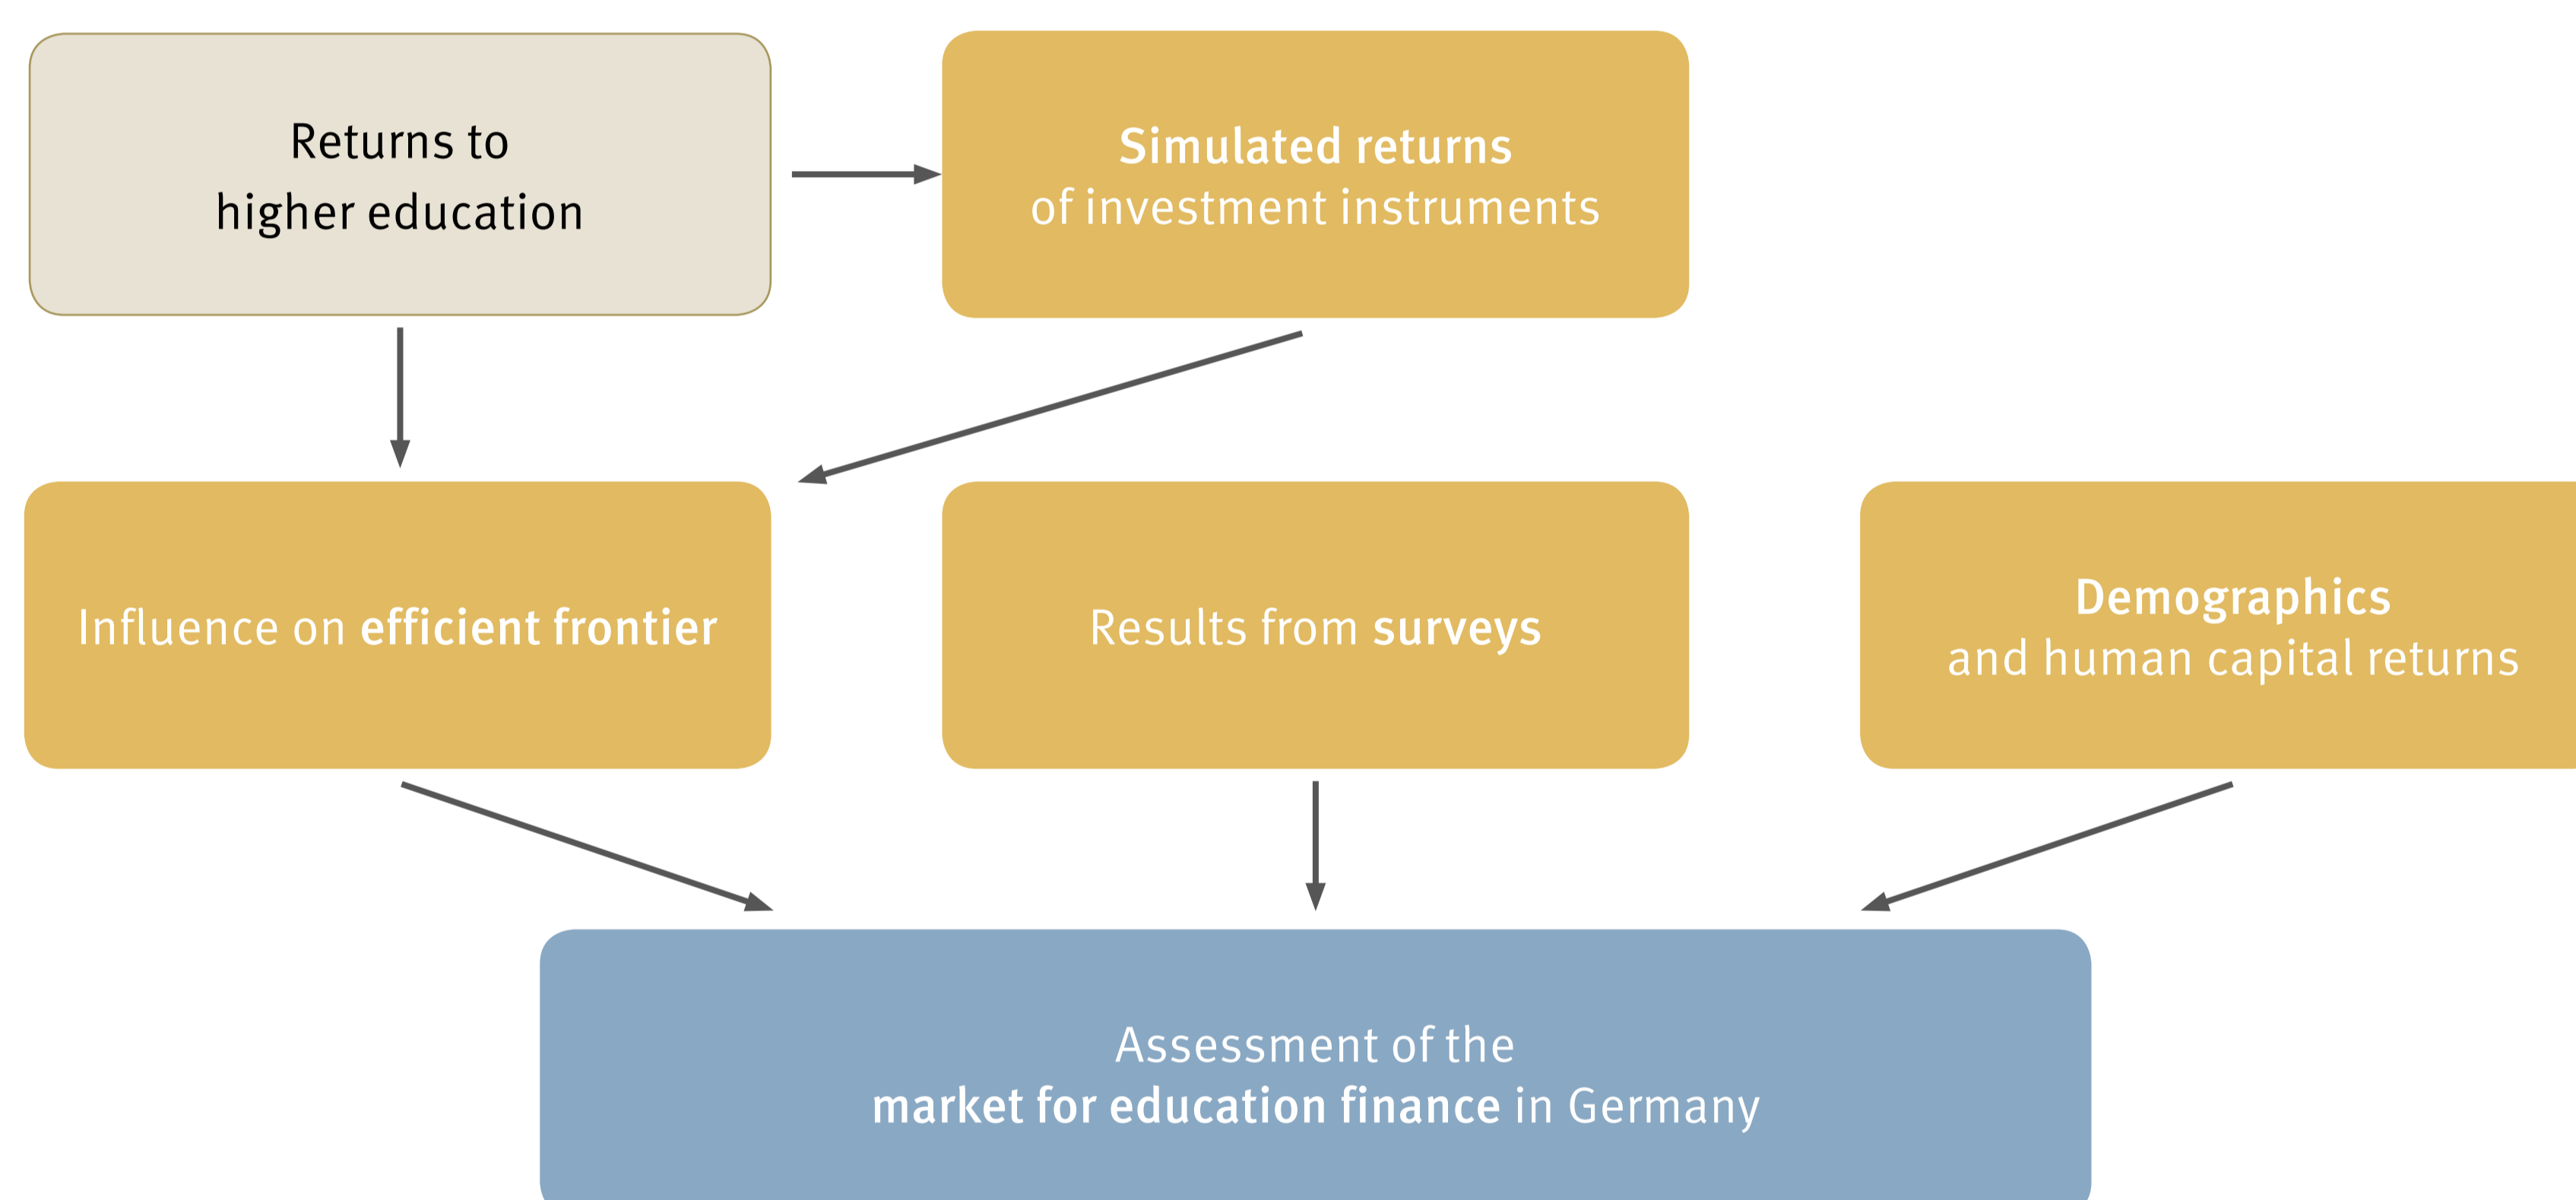 Returns to
higher education
Simulated returns
of investment instruments
Influence on efficient frontier
Results from surveys
Demographics
and human capital returns
Assessment of the
market for education finance in Germany